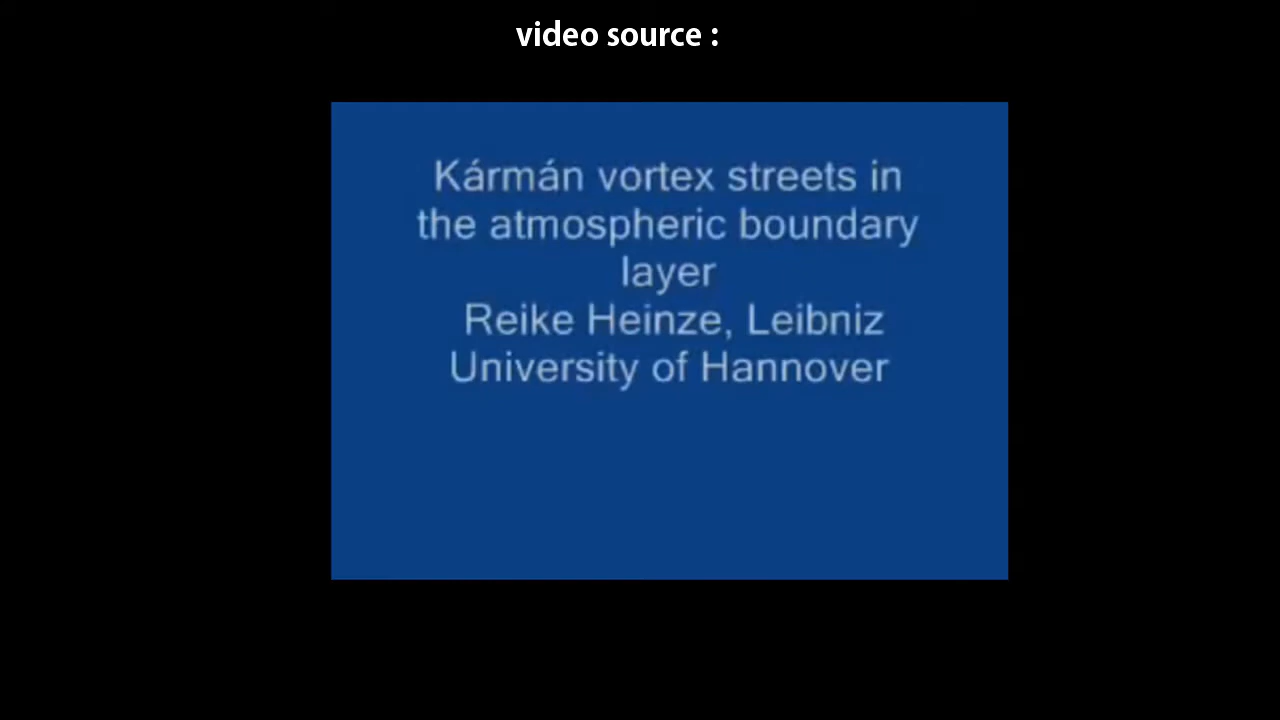 video source :
Kármán vortex streets in
the atmospheric boundary
layer
Reike Heinze, Leibniz
University of Hannover